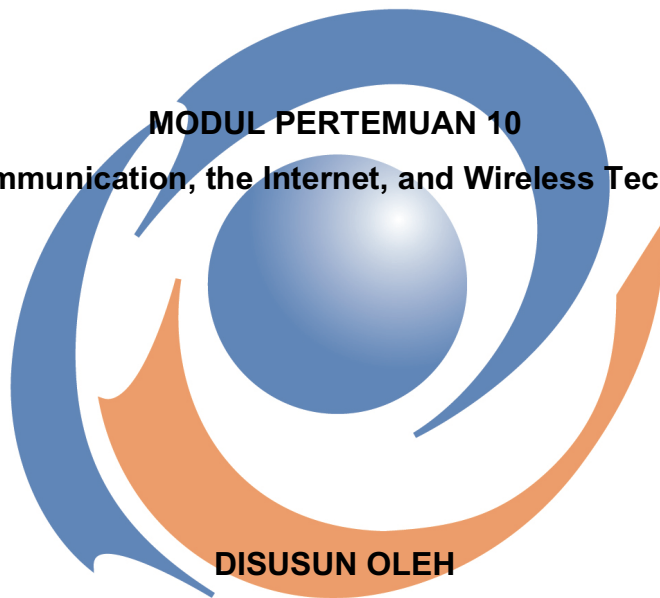 MODUL PERTEMUAN 10
mmunication, the Internet, and Wireless Tec
DISUSUN OLEH